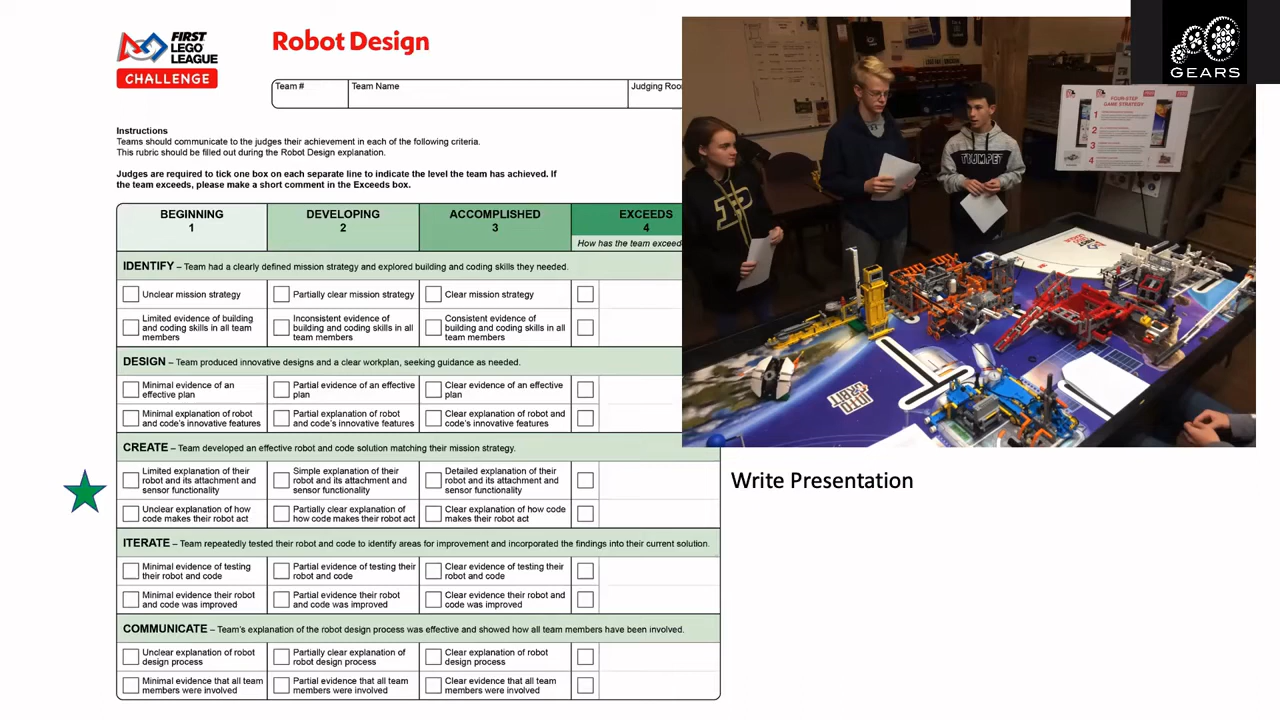 FIRST
LEGO
LEAGUE
CHALLENGE
Robot Design
Team #
Team Name
Judging
Instructions
Teams should communicate to the judges their achievement in each of the following criteria.
This rubric should be filled out during the Robot Design explanation.
Judges are required to tick one box on each separate line to indicate the level the team has achieved. If
the team exceeds, please make a short comment in the Exceeds box.
BEGINNING
1
DEVELOPING
2
ACCOMPLISHED
3
EXCEEDS
4
How has the team
IDENTIFY – Team had a clearly defined mission strategy and explored building and coding skills they needed.
Unclear mission strategy
Partially clear mission strategy
Clear mission strategy
Limited evidence of building
and coding skills in all team
members
Inconsistent evidence of
building and coding skills in all
team members
Consistent evidence of
building and coding skills in all
team members
DESIGN – Team produced innovative designs and a clear workplan, seeking guidance as needed.
Minimal evidence of an
effective plan
Partial evidence of an effective
plan
Clear evidence of an effective
plan
Minimal explanation of robot
and code's innovative features
Partial explanation of robot
and code's innovative features
Clear explanation of robot and
code's innovative features
CREATE – Team developed an effective robot and code solution matching their mission strategy.
Limited explanation of their
robot and its attachment and
sensor functionality
Simple explanation of their
robot and its attachment and
sensor functionality
Detailed explanation of their
robot and its attachment and
sensor functionality
Unclear explanation of how
code makes their robot act
Partially clear explanation of
how code makes their robot act
Clear explanation of how code
makes their robot act
ITERATE – Team repeatedly tested their robot and code to identify areas for improvement and incorporated the findings into their current solution.
Minimal evidence of testing
their robot and code
Partial evidence of testing their
robot and code
Clear evidence of testing their
robot and code
Minimal evidence their robot
and code was improved
Partial evidence their robot
and code was improved
Clear evidence their robot and
code was improved
COMMUNICATE – Team's explanation of the robot design process was effective and showed how all team members have been involved.
Unclear explanation of robot
design process
Partially clear explanation of
robot design process
Clear explanation of robot
design process
Minimal evidence that all team
members were involved
Partial evidence that all team
members were involved
Clear evidence that all team
members were involved
GEARS
FOUR-STEP
GAME STRATEGY
1
2
3
4
P
TRUMPET
INTO
ORBIT
Write Presentation